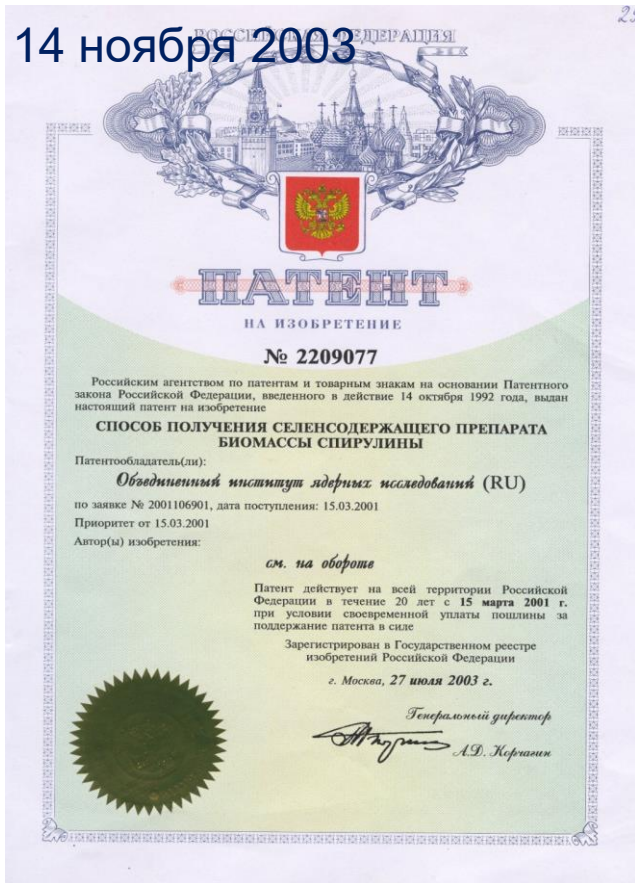 14 ноября 2003
РОССИЙСКАЯ ФЕДЕРАЦИЯ
ПАТЕНТ
НА ИЗОБРЕТЕНИЕ
№ 2209077
Российским агентством по патентам и товарным знакам на основании Патентного
закона Российской Федерации, введенного в действие 14 октября 1992 года, выдан
настоящий патент на изобретение
СПОСОБ ПОЛУЧЕНИЯ СЕЛЕНСОДЕРЖАЩЕГО ПРЕПАРАТА
БИОМАССЫ СПИРУЛИНЫ
Патентообладатель(ли):
Объединенный институт ядерных исследований (RU)
по заявке № 2001106901, дата поступления: 15.03.2001
Приоритет от 15.03.2001
Автор(ы) изобретения:
см. на обороте
Патент действует на всей территории Российской
Федерации в течение 20 лет с 15 марта 2001 г.
при условии своевременной уплаты пошлины за
поддержание патента в силе
Зарегистрирован в Государственном реестре
изобретений Российской Федерации
г. Москва, 27 июля 2003 г.
Генеральный директор
А.Д. Корчагин